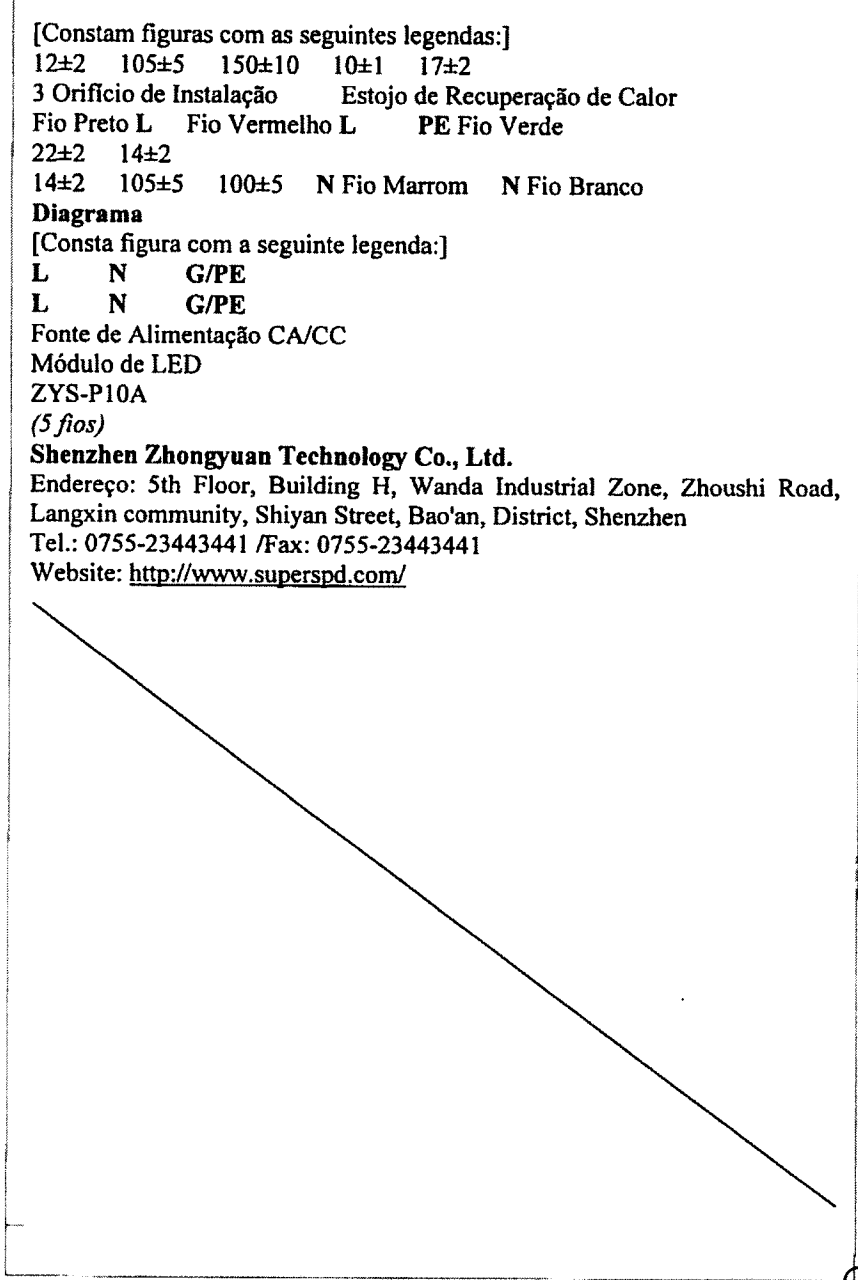 [Constam figuras com as seguintes legendas:]
12±2 105±5 150±10 10±1 17±2
3 Orifício de Instalação Estojo de Recuperação de Calor
Fio Preto L Fio Vermelho L PE Fio Verde
22±2 14±2
14±2 105±5 100±5 N Fio Marrom N Fio Branco
Diagrama
[Consta figura com a seguinte legenda:]
L N G/PE
L N G/PE
Fonte de Alimentação CA/CC
Módulo de LED
ZYS-P10A
(5 fios)
Shenzhen Zhongyuan Technology Co., Ltd.
Endereço: 5th Floor, Building H, Wanda Industrial Zone, Zhoushi Road,
Langxin community, Shiyan Street, Bao'an, District, Shenzhen
Tel.: 0755-23443441 /Fax: 0755-23443441
Website: http://www.superspd.com/